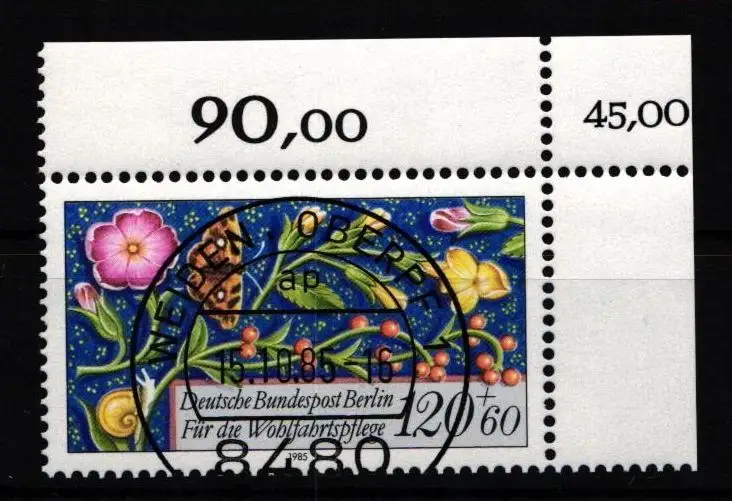 90,00
45,00
WEIDEN, OBERPF 1
ap
15.10.85-16
Deutsche Bundespost Berlin
Für die Wohlfahrtspflege
120+60
1985
8480